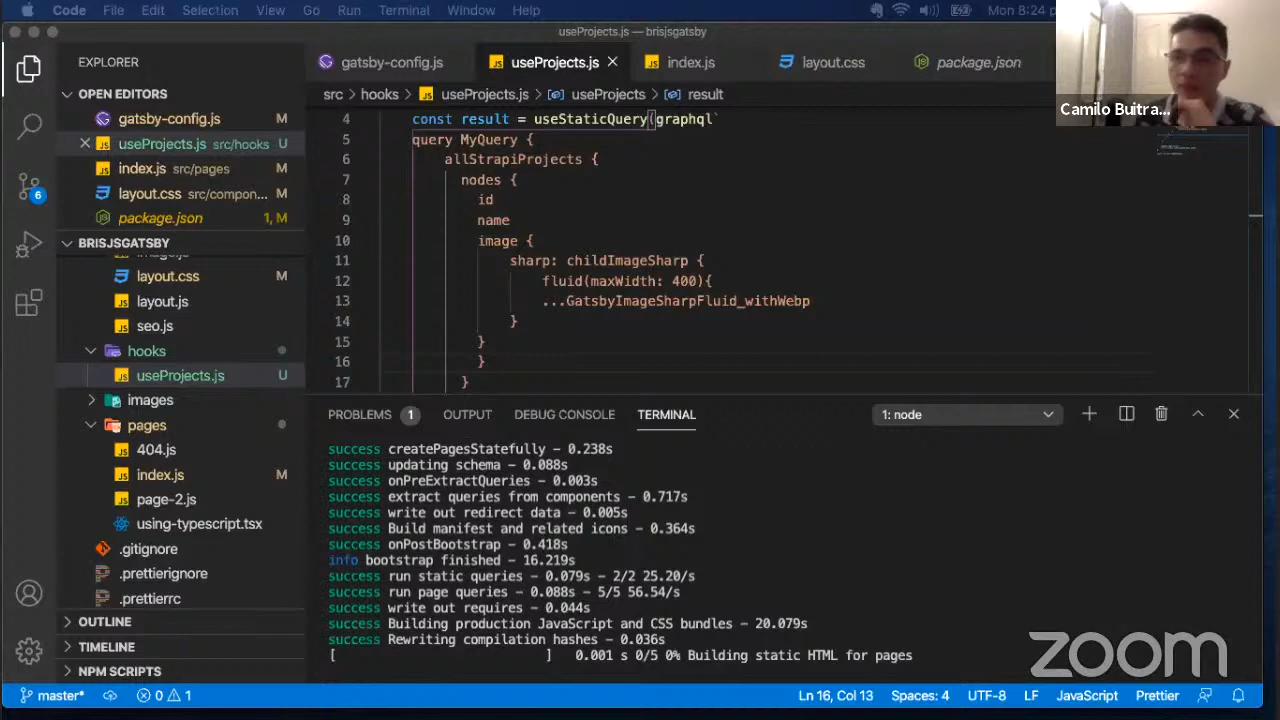 Code File Edit Selection View Go Run Terminal Window Help Mon 8:24 p
useProjects.js — brisjsgatsby
Camilo Buitra...
EXPLORER
gatsby-config.js
useProjects.js
index.js
layout.css
package.json
OPEN EDITORS
gatsby-config.js M
useProjects.js src/hooks U
index.js src/pages M
layout.css src/compon... M
package.json 1, M
BRISJSGATSBY
layout.css M
layout.js
seo.js
hooks
useProjects.js U
images
pages
404.js
index.js M
page-2.js
using-typescript.tsx
.gitignore
.prettierignore
.prettierrc
OUTLINE
TIMELINE
NPM SCRIPTS
6
src > hooks > useProjects.js > useProjects > result
4 const result = useStaticQuery(graphql`
5 query MyQuery {
6 allStrapiProjects {
7 nodes {
8 id
9 name
10 image {
11 sharp: childImageSharp {
12 fluid(maxWidth: 400){
13 ...GatsbyImageSharpFluid_withWebp
14 }
15 }
16 }
17 }
PROBLEMS 1 OUTPUT DEBUG CONSOLE TERMINAL 1: node
success createPagesStatefully - 0.238s
success updating schema - 0.088s
success onPreExtractQueries - 0.003s
success extract queries from components - 0.717s
success write out redirect data - 0.005s
success Build manifest and related icons - 0.364s
success onPostBootstrap - 0.418s
info bootstrap finished - 16.219s
success run static queries - 0.079s - 2/2 25.20/s
success run page queries - 0.088s - 5/5 56.54/s
success write out requires - 0.044s
success Building production JavaScript and CSS bundles - 20.079s
success Rewriting compilation hashes - 0.036s
[ ] 0.001 s 0/5 0% Building static HTML for pages
zoom
master* 0 1 Ln 16, Col 13 Spaces: 4 UTF-8 LF JavaScript Prettier